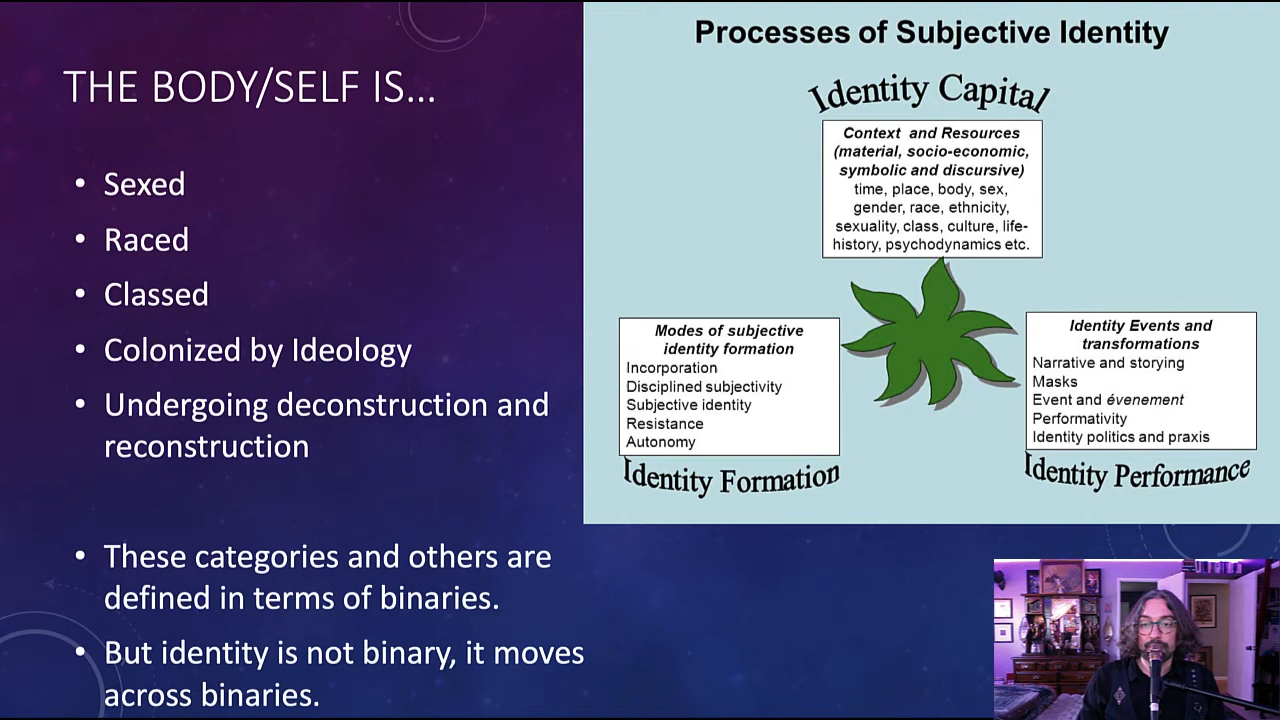 THE BODY/SELF IS...
• Sexed
• Raced
• Classed
• Colonized by Ideology
• Undergoing deconstruction and
reconstruction
• These categories and others are
defined in terms of binaries.
• But identity is not binary, it moves
across binaries.
Processes of Subjective Identity
Identity Capital
Context and Resources
(material, socio-economic,
symbolic and discursive)
time, place, body, sex,
gender, race, ethnicity,
sexuality, class, culture, life-
history, psychodynamics etc.
Modes of subjective
identity formation
Incorporation
Disciplined subjectivity
Subjective identity
Resistance
Autonomy
Identity Formation
Identity Events and
transformations
Narrative and storying
Masks
Event and évenement
Performativity
Identity politics and praxis
Identity Performance